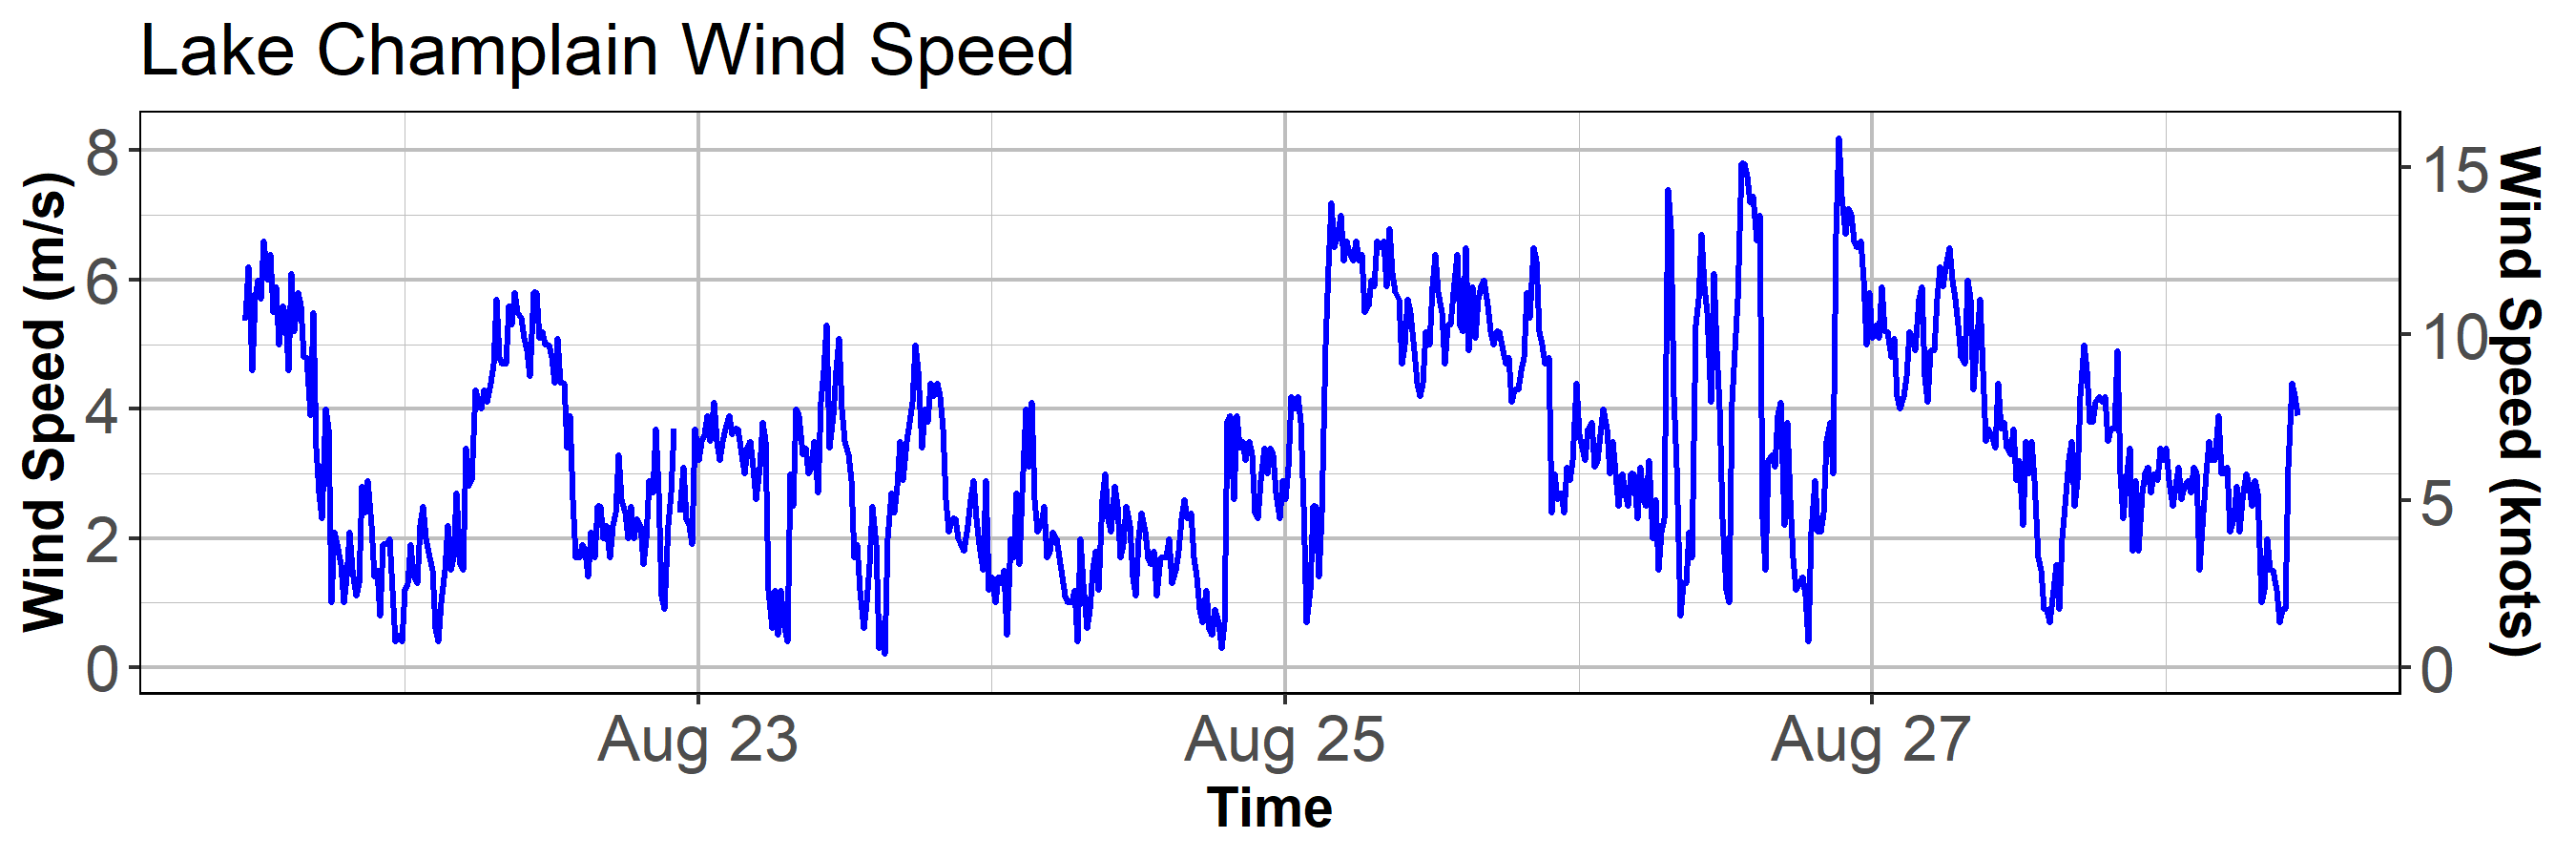 Lake Champlain Wind Speed
Wind Speed (m/s)
8
6
4
2
0
15
10
5
0
Wind Speed (knots)
Aug 23
Aug 25
Aug 27
Time